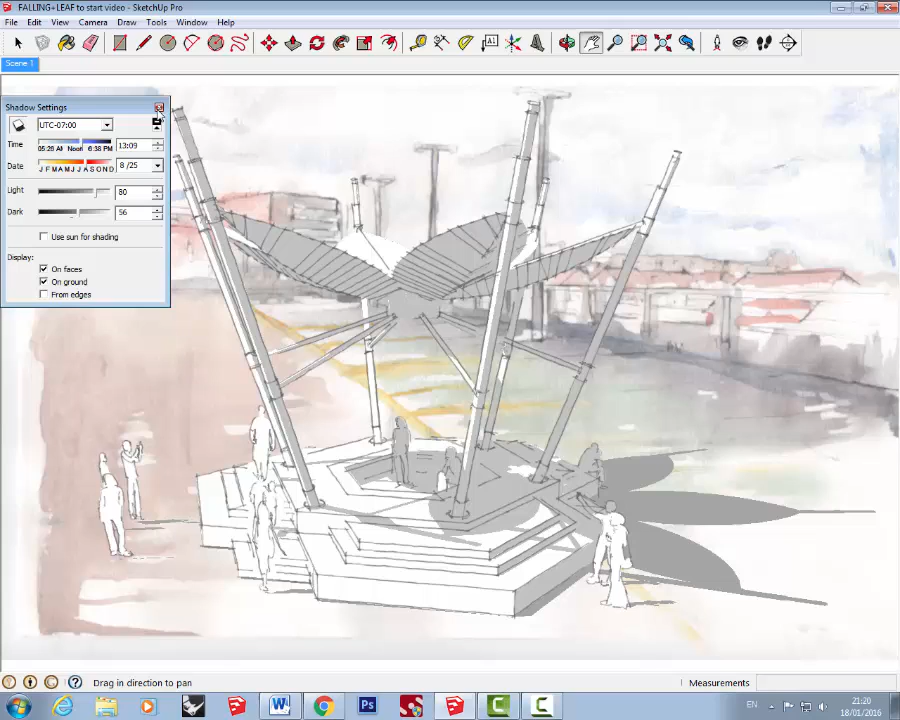 FALLING+LEAF to start video - SketchUp Pro
File Edit View Camera Draw Tools Window Help
Scene 1
Shadow Settings
UTC-07:00
Time 05:26 AM Noon 6:38 PM 13:09
Date J F M A M J J A S O N D 8 /25
Light 80
Dark 56
Use sun for shading
Display:
On faces
On ground
From edges
Drag in direction to pan Measurements
EN 21:20
18/01/2016